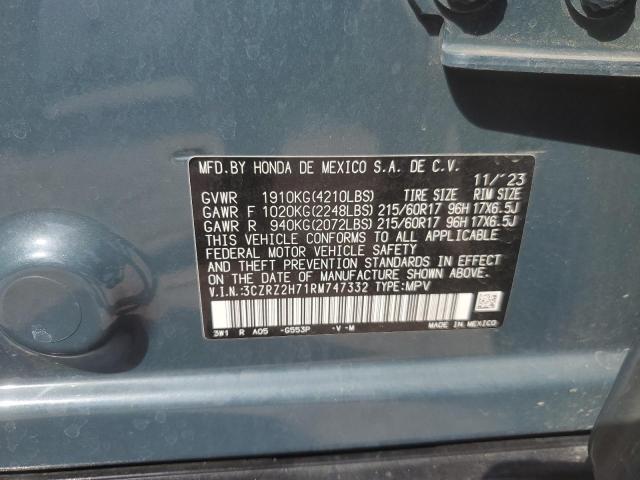 MFD.BY HONDA DE MEXICO S.A. DE C.V.
11/'23
GVWR 1910KG(4210LBS) TIRE SIZE RIM SIZE
GAWR F 1020KG(2248LBS) 215/60R17 96H 17X6.5J
GAWR R 940KG(2072LBS) 215/60R17 96H 17X6.5J
THIS VEHICLE CONFORMS TO ALL APPLICABLE
FEDERAL MOTOR VEHICLE SAFETY
AND THEFT PREVENTION STANDARDS IN EFFECT
ON THE DATE OF MANUFACTURE SHOWN ABOVE.
V.I.N.:3CZRZ2H71RM747332 TYPE:MPV
3W1 R A05 -G553P -V -M MADE IN MEXICO